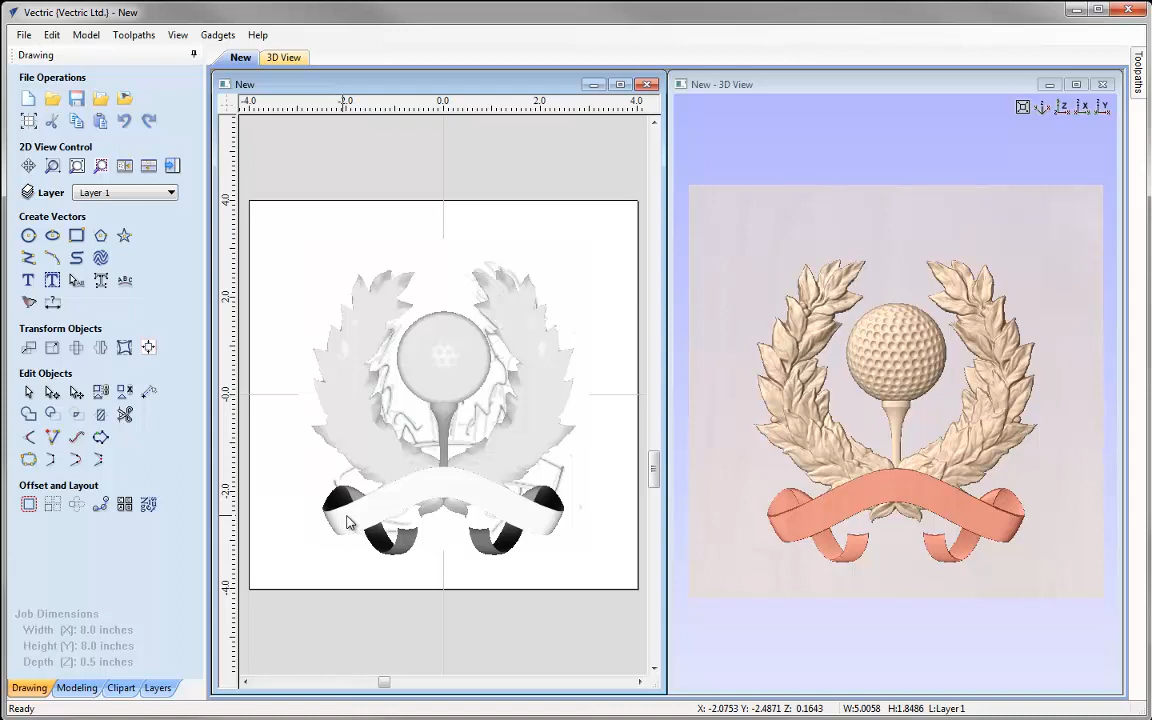 Vectric {Vectric Ltd.} - New
File Edit Model Toolpaths View Gadgets Help
Drawing
New 3D View
File Operations
New
New - 3D View
-4.0 -2.0 0.0 2.0 4.0
Z X Y
2D View Control
Layer Layer 1
Create Vectors
Transform Objects
Edit Objects
Offset and Layout
4.0
2.0
-0.0
-2.0
-4.0
Toolpaths
Job Dimensions
Width (X): 8.0 inches
Height (Y): 8.0 inches
Depth (Z): 0.5 inches
Drawing Modeling Clipart Layers
Ready
X: -2.0753 Y: -2.4871 Z: 0.1643 W:5.0058 H:1.8486 L:Layer 1